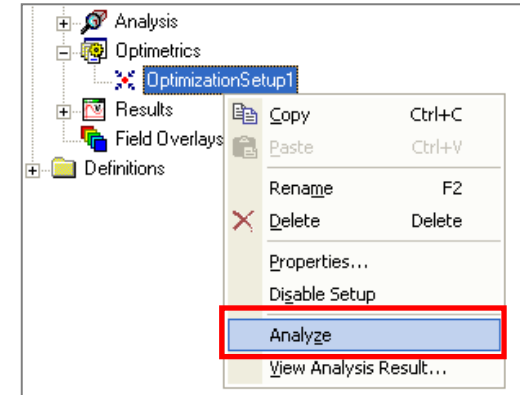 Analysis
Optimetrics
OptimizationSetup1
Results
Field Overlays
Definitions
Copy Ctrl+C
Paste Ctrl+V
Rename F2
Delete Delete
Properties...
Disable Setup
Analyze
View Analysis Result...